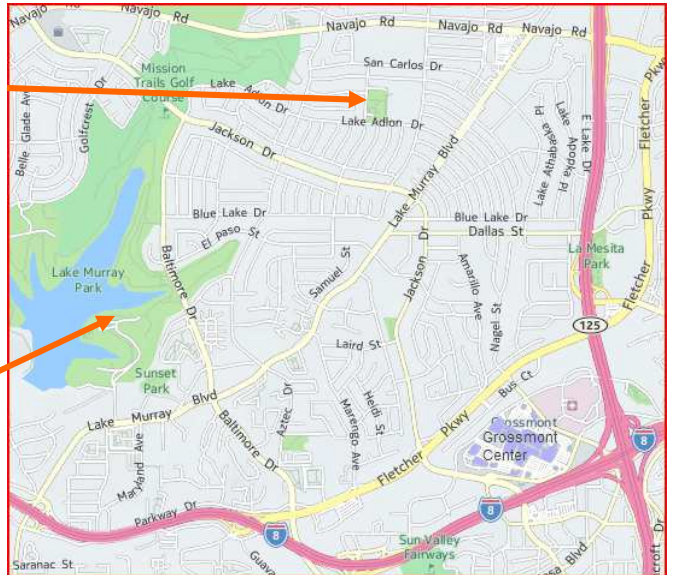 Navajo Rd
Navajo Rd
Navajo Rd
San Carlos Dr
Mission
Trails Golf
Course
Lake Adlon Dr
Lake Adlon Dr
Belle Glade Ave
Golfcrest Dr
Jackson Dr
Lake Murray Blvd
Lake Athabaska Pl
Lake Apopka Pl
E Lake Dr
Fletcher Pkwy
Fletcher Pkwy
Blue Lake Dr
Blue Lake Dr
Dallas St
El Paso St
Baltimore Dr
Lake Murray
Park
Samuel St
Jackson Dr
Amarillo Ave
Nagel St
La Mesita
Park
Fletcher
125
Laird St
Sunset
Park
Bus Ct
Lake Murray Blvd
Aztec Dr
Heidi St
Marengo Ave
Baltimore Dr
Maryland Ave
Fletcher Pkwy
Grossmont
Grossmont
Center
8
8
8
Parkway Dr
Sun Valley
Fairways
Saranac St
Blvd